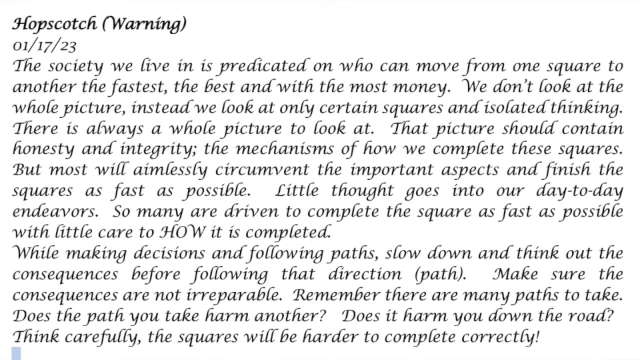 Hopscotch (Warning)
01/17/23
The society we live in is predicated on who can move from one square to
another the fastest, the best and with the most money.  We don't look at the
whole picture, instead we look at only certain squares and isolated thinking.
There is always a whole picture to look at.  That picture should contain
honesty and integrity; the mechanisms of how we complete these squares.
But most will aimlessly circumvent the important aspects and finish the
squares as fast as possible.  Little thought goes into our day-to-day
endeavors.  So many are driven to complete the square as fast as possible
with little care to HOW it is completed.
While making decisions and following paths, slow down and think out the
consequences before following that direction (path).  Make sure the
consequences are not irreparable.  Remember there are many paths to take.
Does the path you take harm another?  Does it harm you down the road?
Think carefully, the squares will be harder to complete correctly!